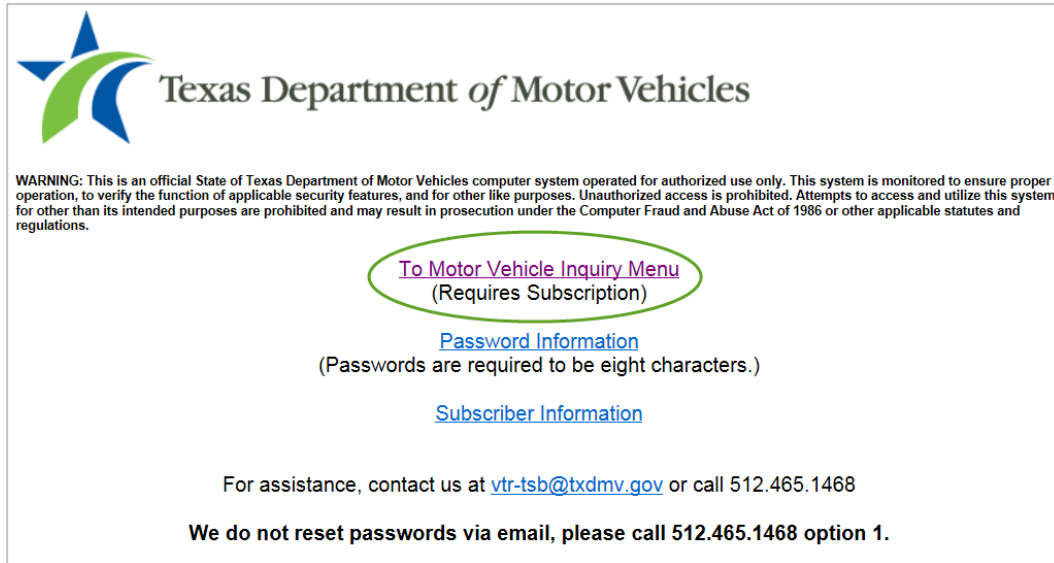 Texas Department of Motor Vehicles
WARNING: This is an official State of Texas Department of Motor Vehicles computer system operated for authorized use only. This system is monitored to ensure proper
operation, to verify the function of applicable security features, and for other like purposes. Unauthorized access is prohibited. Attempts to access and utilize this system
for other than its intended purposes are prohibited and may result in prosecution under the Computer Fraud and Abuse Act of 1986 or other applicable statutes and
regulations.
To Motor Vehicle Inquiry Menu
(Requires Subscription)
Password Information
(Passwords are required to be eight characters.)
Subscriber Information
For assistance, contact us at vtr-tsb@txdmv.gov or call 512.465.1468
We do not reset passwords via email, please call 512.465.1468 option 1.